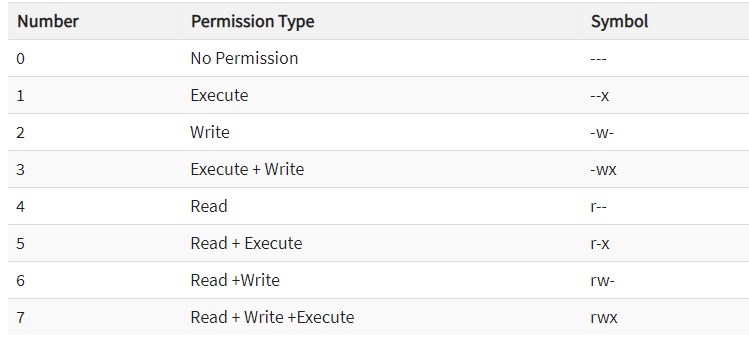 Number Permission Type Symbol
0 No Permission ---
1 Execute --x
2 Write -w-
3 Execute + Write -wx
4 Read r--
5 Read + Execute r-x
6 Read +Write rw-
7 Read + Write +Execute rwx